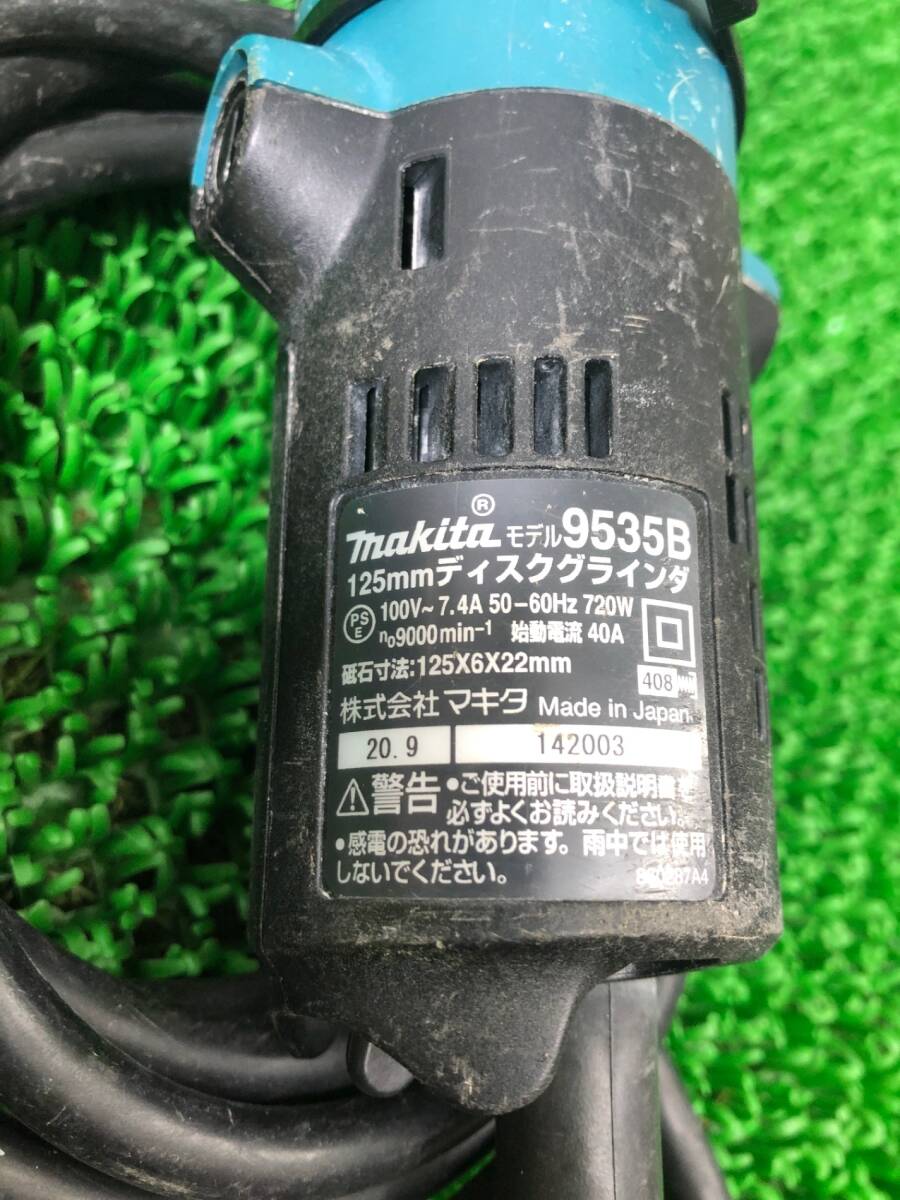 makita® モデル9535B
125mmディスクグラインダ
PSE 100V~ 7.4A 50-60Hz 720W
n₀9000min⁻¹ 始動電流 40A
砥石寸法:125X6X22mm
408
株式会社 マキタ Made in Japan
20.9 142003
警告 •ご使用前に取扱説明書を
必ずよくお読みください。
•感電の恐れがあります。雨中では使用
しないでください。